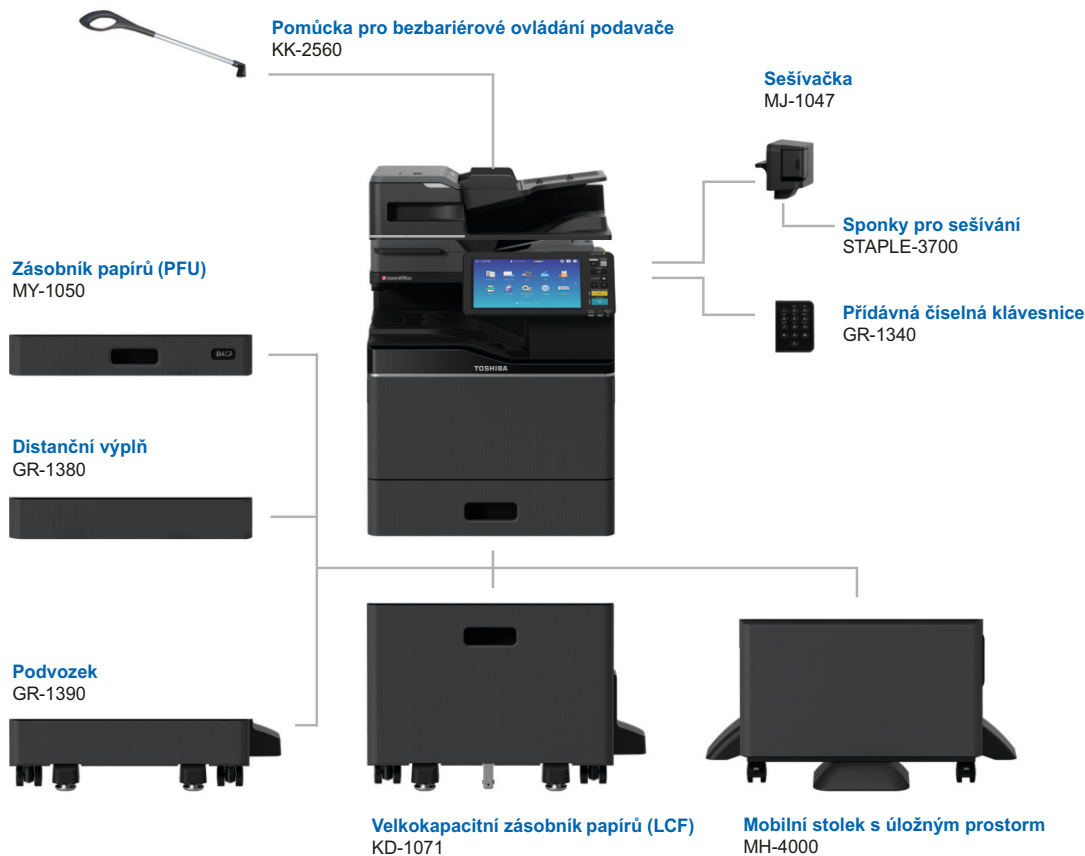 Pomůcka pro bezbariérové ovládání podavače
KK-2560
Sešívačka
MJ-1047
Sponky pro sešívání
STAPLE-3700
Zásobník papírů (PFU)
MY-1050
Přídávná číselná klávesnice
GR-1340
TOSHIBA
Distanční výplň
GR-1380
Podvozek
GR-1390
Velkokapacitní zásobník papírů (LCF)
KD-1071
Mobilní stolek s úložným prostorm
MH-4000